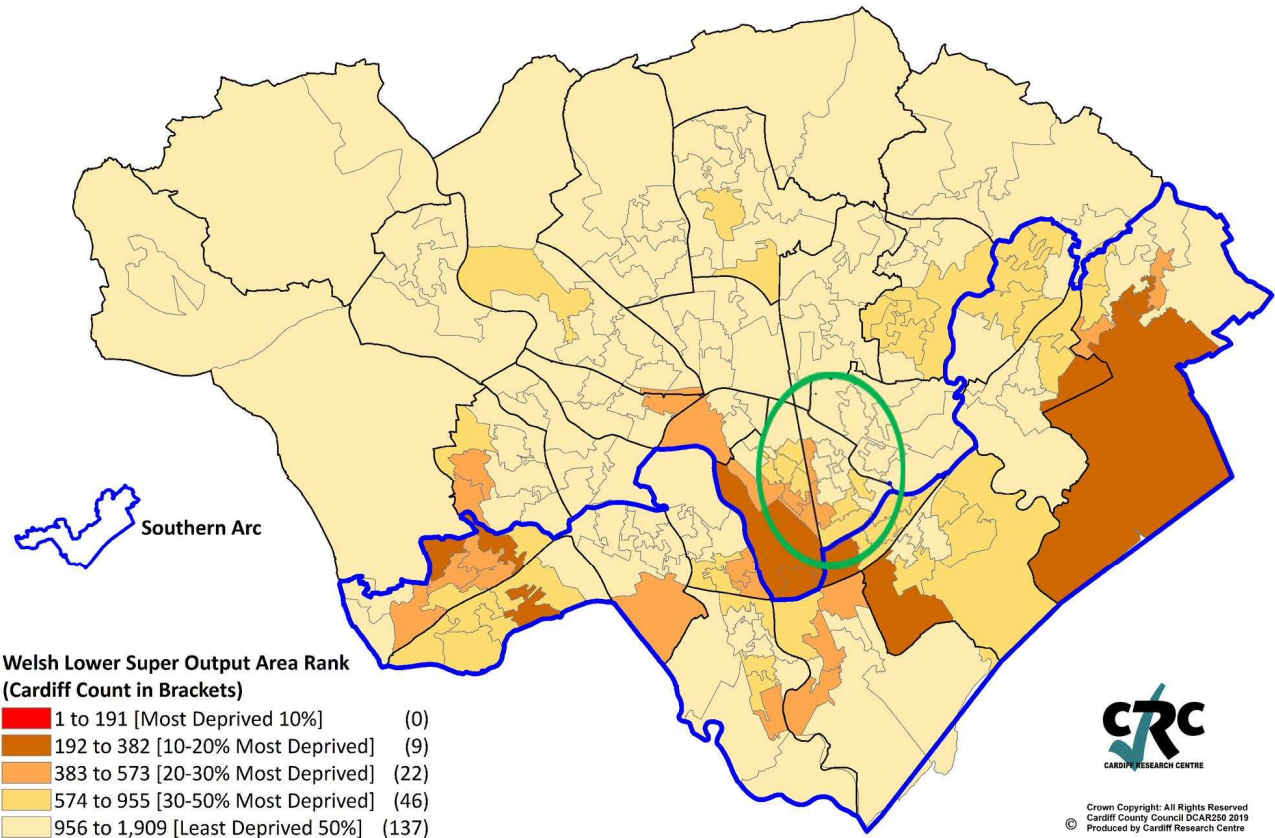 Southern Arc
Welsh Lower Super Output Area Rank
(Cardiff Count in Brackets)
1 to 191 [Most Deprived 10%] (0)
192 to 382 [10-20% Most Deprived] (9)
383 to 573 [20-30% Most Deprived] (22)
574 to 955 [30-50% Most Deprived] (46)
956 to 1,909 [Least Deprived 50%] (137)
CRC
CARDIFF RESEARCH CENTRE
Crown Copyright: All Rights Reserved
Cardiff County Council DCAR250 2019
© Produced by Cardiff Research Centre